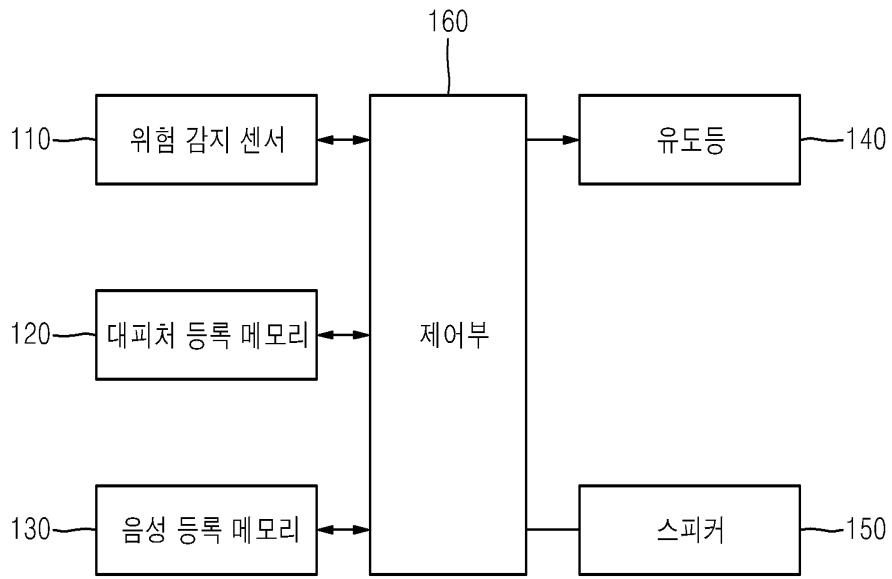 160
110 위험 감지 센서 유도등 140
120 대피처 등록 메모리 제어부
130 음성 등록 메모리 스피커 150